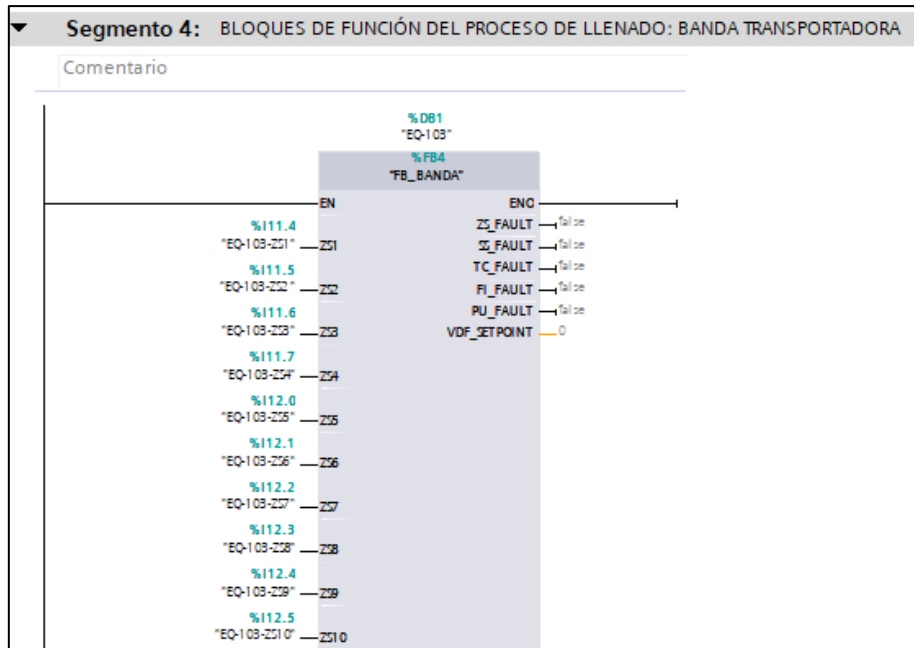 Segmento 4: BLOQUES DE FUNCIÓN DEL PROCESO DE LLENADO: BANDA TRANSPORTADORA
Comentario
%DB1
"EQ-103"
%FB4
"FB_BANDA"
EN ENO
%I11.4 ZS_FAULT false
"EQ-103-ZS1" ZS1 SS_FAULT false
%I11.5 TC_FAULT false
"EQ-103-ZS2" ZS2 FI_FAULT false
%I11.6 PU_FAULT false
"EQ-103-ZS3" ZS3 VDF_SETPOINT 0
%I11.7
"EQ-103-ZS4" ZS4
%I12.0
"EQ-103-ZS5" ZS5
%I12.1
"EQ-103-ZS6" ZS6
%I12.2
"EQ-103-ZS7" ZS7
%I12.3
"EQ-103-ZS8" ZS8
%I12.4
"EQ-103-ZS9" ZS9
%I12.5
"EQ-103-ZS10" ZS10